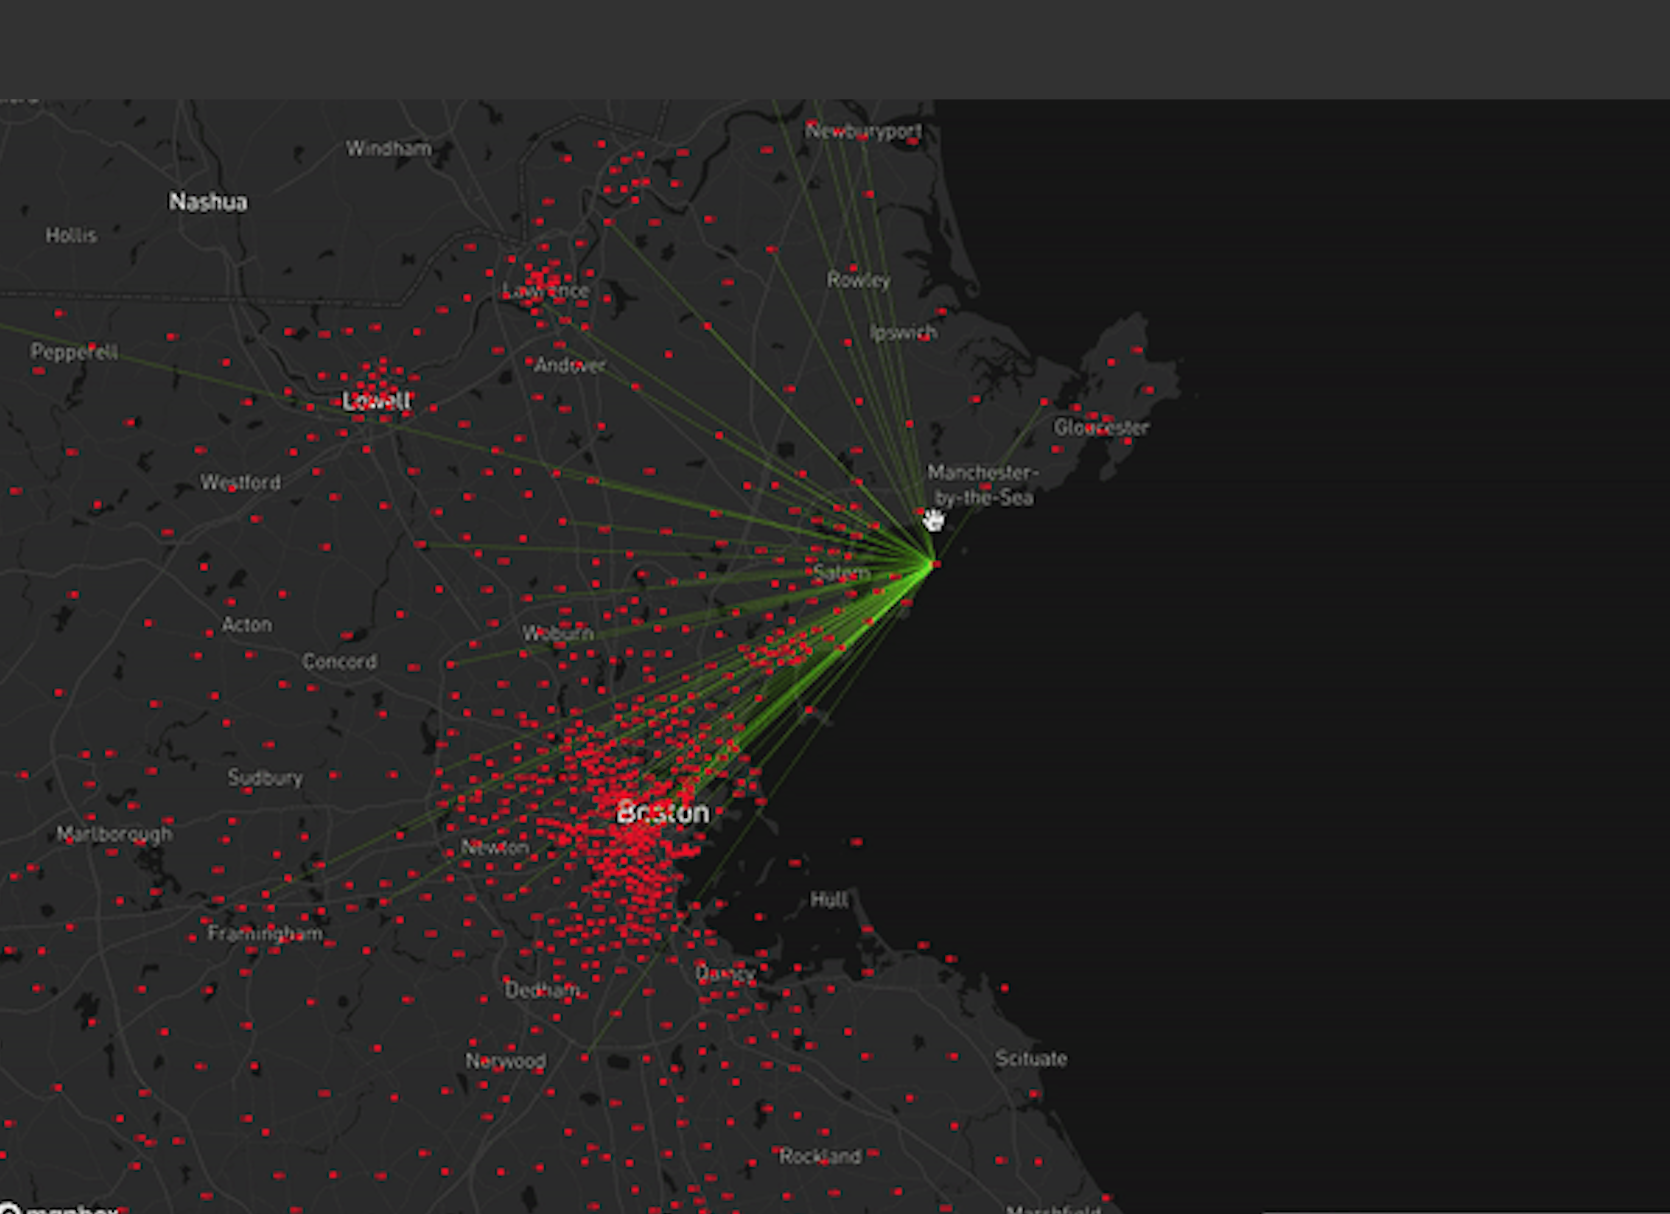 Newburyport
Windham
Nashua
Hollis
Rowley
Lawrence
Ipswich
Pepperell
Andover
Lowell
Gloucester
Manchester-
by-the-Sea
Westford
Salem
Acton
Woburn
Concord
Sudbury
Boston
Marlborough
Newton
Hull
Framingham
Quincy
Dedham
Norwood
Scituate
Rockland
Marshfield
mapbox